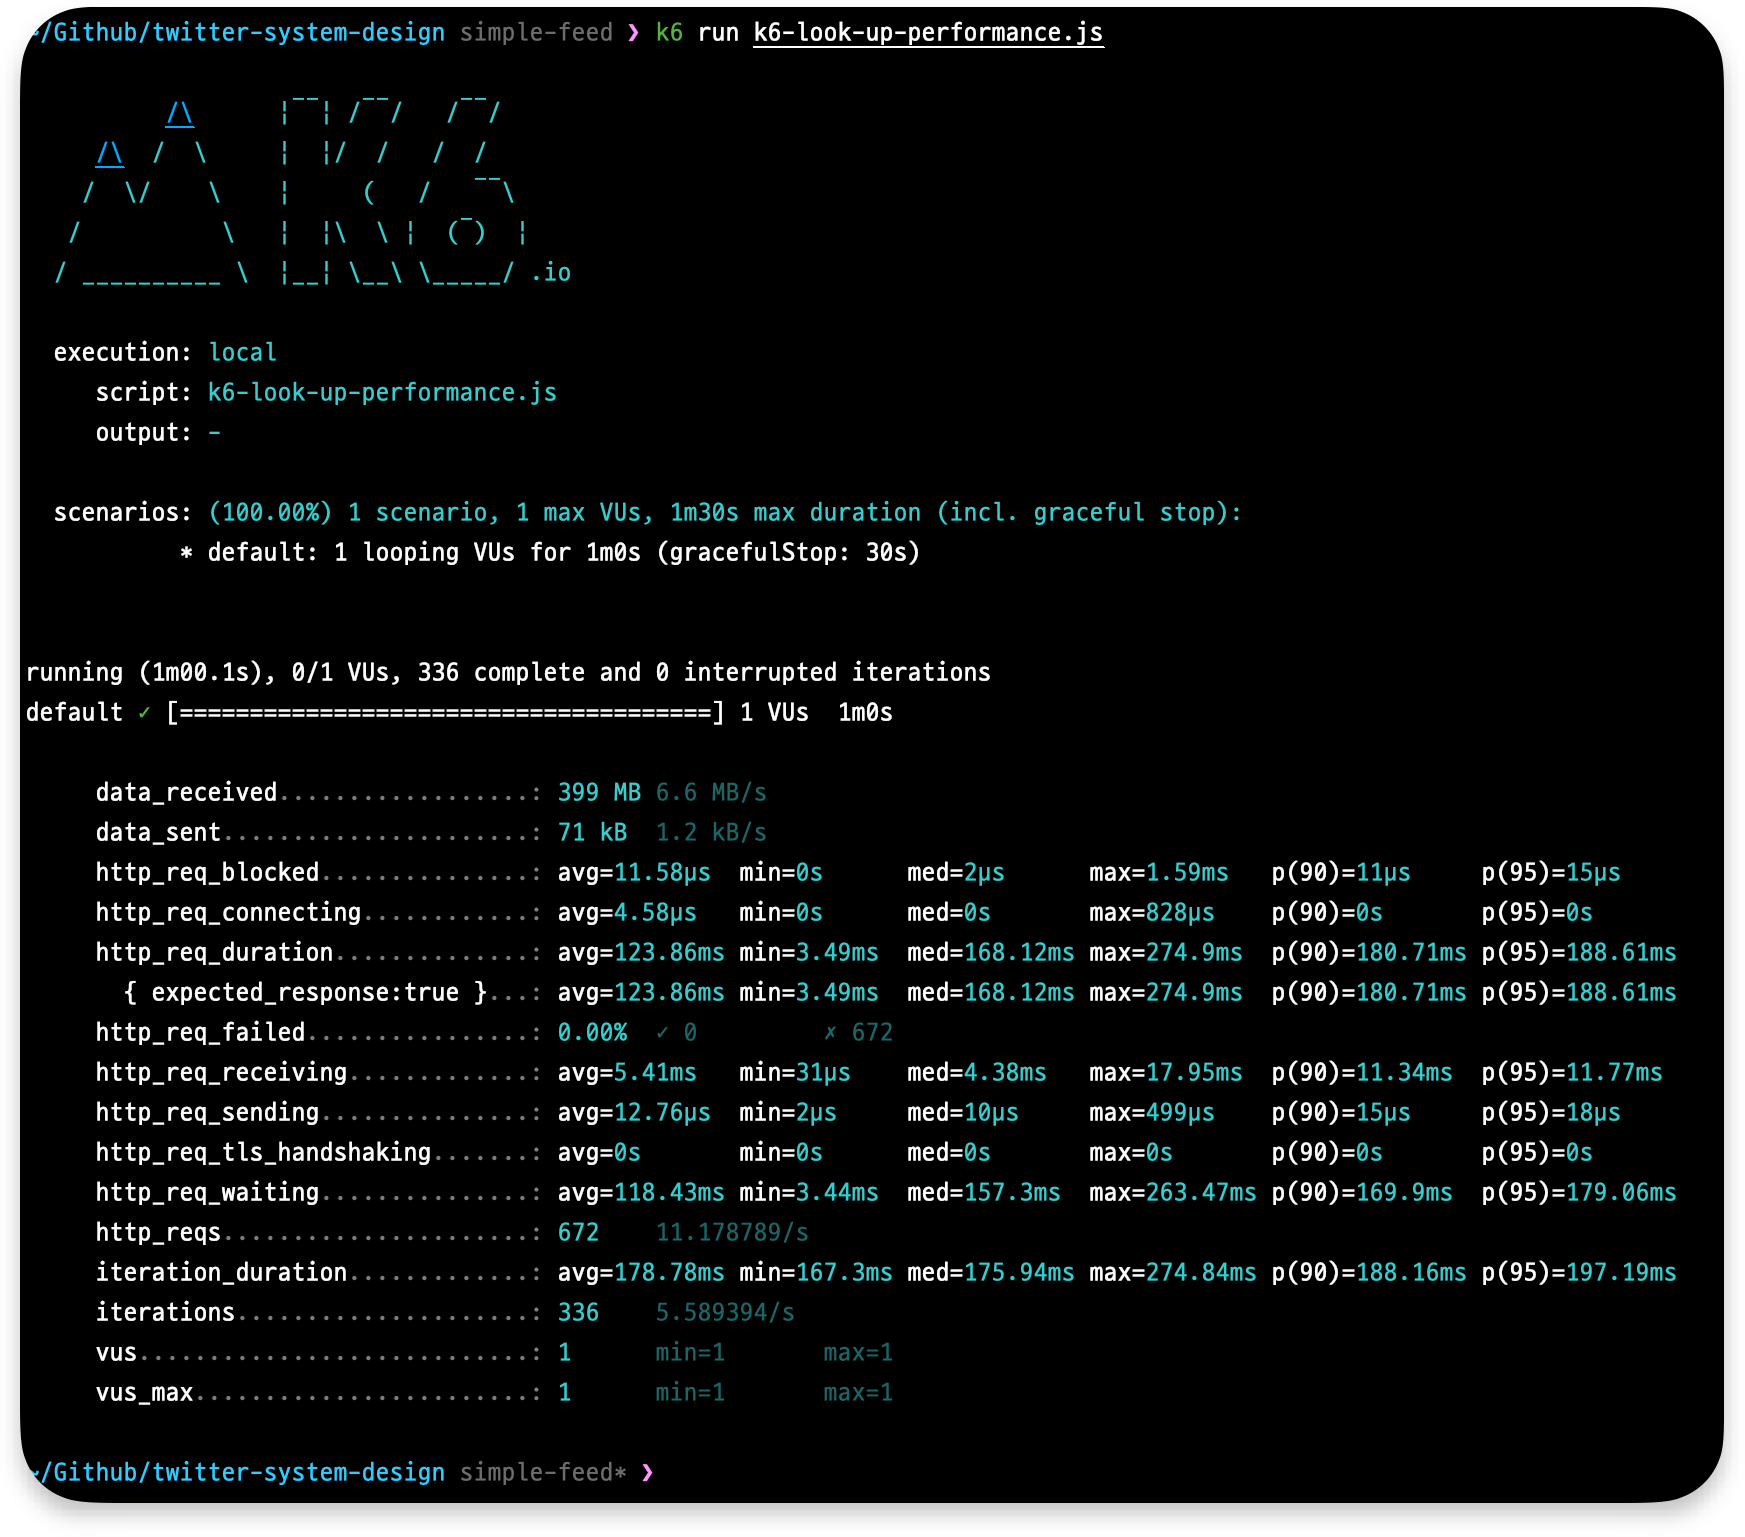 ~/Github/twitter-system-design simple-feed ❯ k6 run k6-look-up-performance.js
          /\      |‾‾| /‾‾/   /‾‾/
     /\  /  \     |  |/  /   /  /
    /  \/    \    |     (   /   ‾‾\
   /          \   |  |\  \ |  (‾)  |
  / __________ \  |__| \__\ \_____/ .io
execution: local
script: k6-look-up-performance.js
output: -
scenarios: (100.00%) 1 scenario, 1 max VUs, 1m30s max duration (incl. graceful stop):
* default: 1 looping VUs for 1m0s (gracefulStop: 30s)
running (1m00.1s), 0/1 VUs, 336 complete and 0 interrupted iterations
default ✓ [======================================] 1 VUs  1m0s
data_received..................: 399 MB 6.6 MB/s
data_sent......................: 71 kB  1.2 kB/s
http_req_blocked...............: avg=11.58µs  min=0s      med=2µs      max=1.59ms   p(90)=11µs     p(95)=15µs
http_req_connecting............: avg=4.58µs   min=0s      med=0s       max=828µs    p(90)=0s       p(95)=0s
http_req_duration..............: avg=123.86ms min=3.49ms  med=168.12ms max=274.9ms  p(90)=180.71ms p(95)=188.61ms
{ expected_response:true }...: avg=123.86ms min=3.49ms  med=168.12ms max=274.9ms  p(90)=180.71ms p(95)=188.61ms
http_req_failed................: 0.00%  ✓ 0         ✗ 672
http_req_receiving.............: avg=5.41ms   min=31µs    med=4.38ms   max=17.95ms  p(90)=11.34ms  p(95)=11.77ms
http_req_sending...............: avg=12.76µs  min=2µs     med=10µs     max=499µs    p(90)=15µs     p(95)=18µs
http_req_tls_handshaking.......: avg=0s       min=0s      med=0s       max=0s       p(90)=0s       p(95)=0s
http_req_waiting...............: avg=118.43ms min=3.44ms  med=157.3ms  max=263.47ms p(90)=169.9ms  p(95)=179.06ms
http_reqs......................: 672    11.178789/s
iteration_duration.............: avg=178.78ms min=167.3ms med=175.94ms max=274.84ms p(90)=188.16ms p(95)=197.19ms
iterations.....................: 336    5.589394/s
vus............................: 1      min=1       max=1
vus_max........................: 1      min=1       max=1
~/Github/twitter-system-design simple-feed* ❯